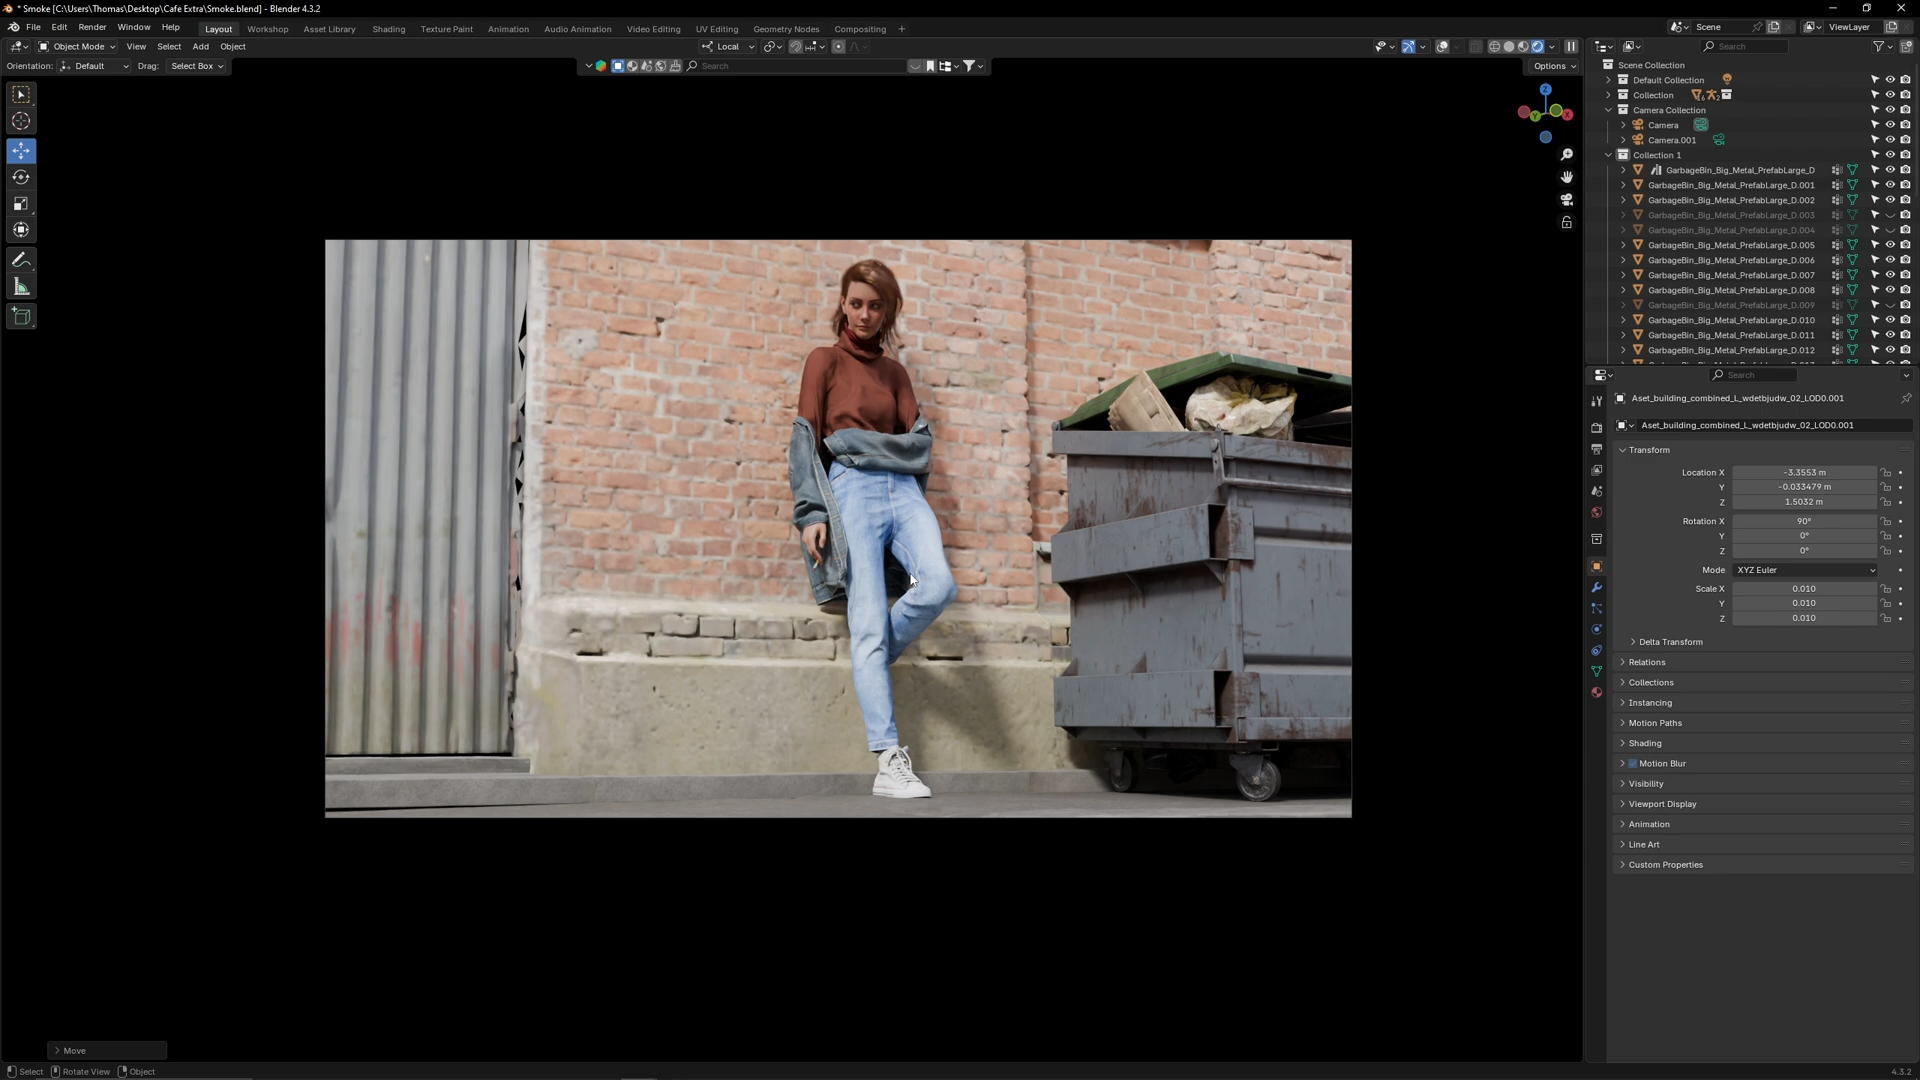 * Smoke [C:\Users\Thomas\Desktop\Cafe Extra\Smoke.blend] - Blender 4.3.2
File Edit Render Window Help Layout Workshop Asset Library Shading Texture Paint Animation Audio Animation Video Editing UV Editing Geometry Nodes Compositing + Scene ViewLayer
Object Mode View Select Add Object Local Search
Orientation: Default Drag: Select Box Search Options
Scene Collection
Default Collection
Collection 6 2
Camera Collection
Camera
Camera.001
Collection 1
GarbageBin_Big_Metal_PrefabLarge_D
GarbageBin_Big_Metal_PrefabLarge_D.001
GarbageBin_Big_Metal_PrefabLarge_D.002
GarbageBin_Big_Metal_PrefabLarge_D.003
GarbageBin_Big_Metal_PrefabLarge_D.004
GarbageBin_Big_Metal_PrefabLarge_D.005
GarbageBin_Big_Metal_PrefabLarge_D.006
GarbageBin_Big_Metal_PrefabLarge_D.007
GarbageBin_Big_Metal_PrefabLarge_D.008
GarbageBin_Big_Metal_PrefabLarge_D.009
GarbageBin_Big_Metal_PrefabLarge_D.010
GarbageBin_Big_Metal_PrefabLarge_D.011
GarbageBin_Big_Metal_PrefabLarge_D.012
Search
Aset_building_combined_L_wdetbjudw_02_LOD0.001
Aset_building_combined_L_wdetbjudw_02_LOD0.001
Transform
Location X -3.3553 m
Y -0.033479 m
Z 1.5032 m
Rotation X 90°
Y 0°
Z 0°
Mode XYZ Euler
Scale X 0.010
Y 0.010
Z 0.010
Delta Transform
Relations
Collections
Instancing
Motion Paths
Shading
Motion Blur
Visibility
Viewport Display
Animation
Line Art
Custom Properties
Z
Y X
Move
Select Rotate View Object 4.3.2